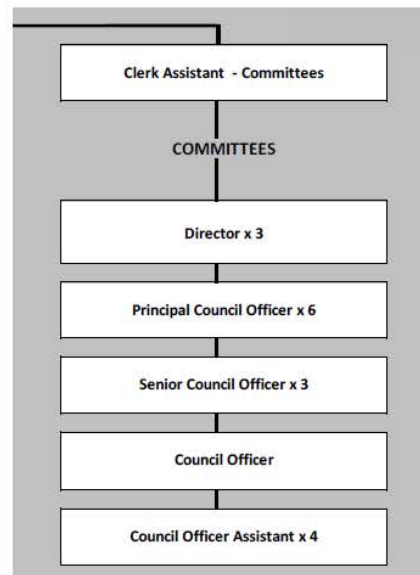 Clerk Assistant - Committees
COMMITTEES
Director x 3
Principal Council Officer x 6
Senior Council Officer x 3
Council Officer
Council Officer Assistant x 4